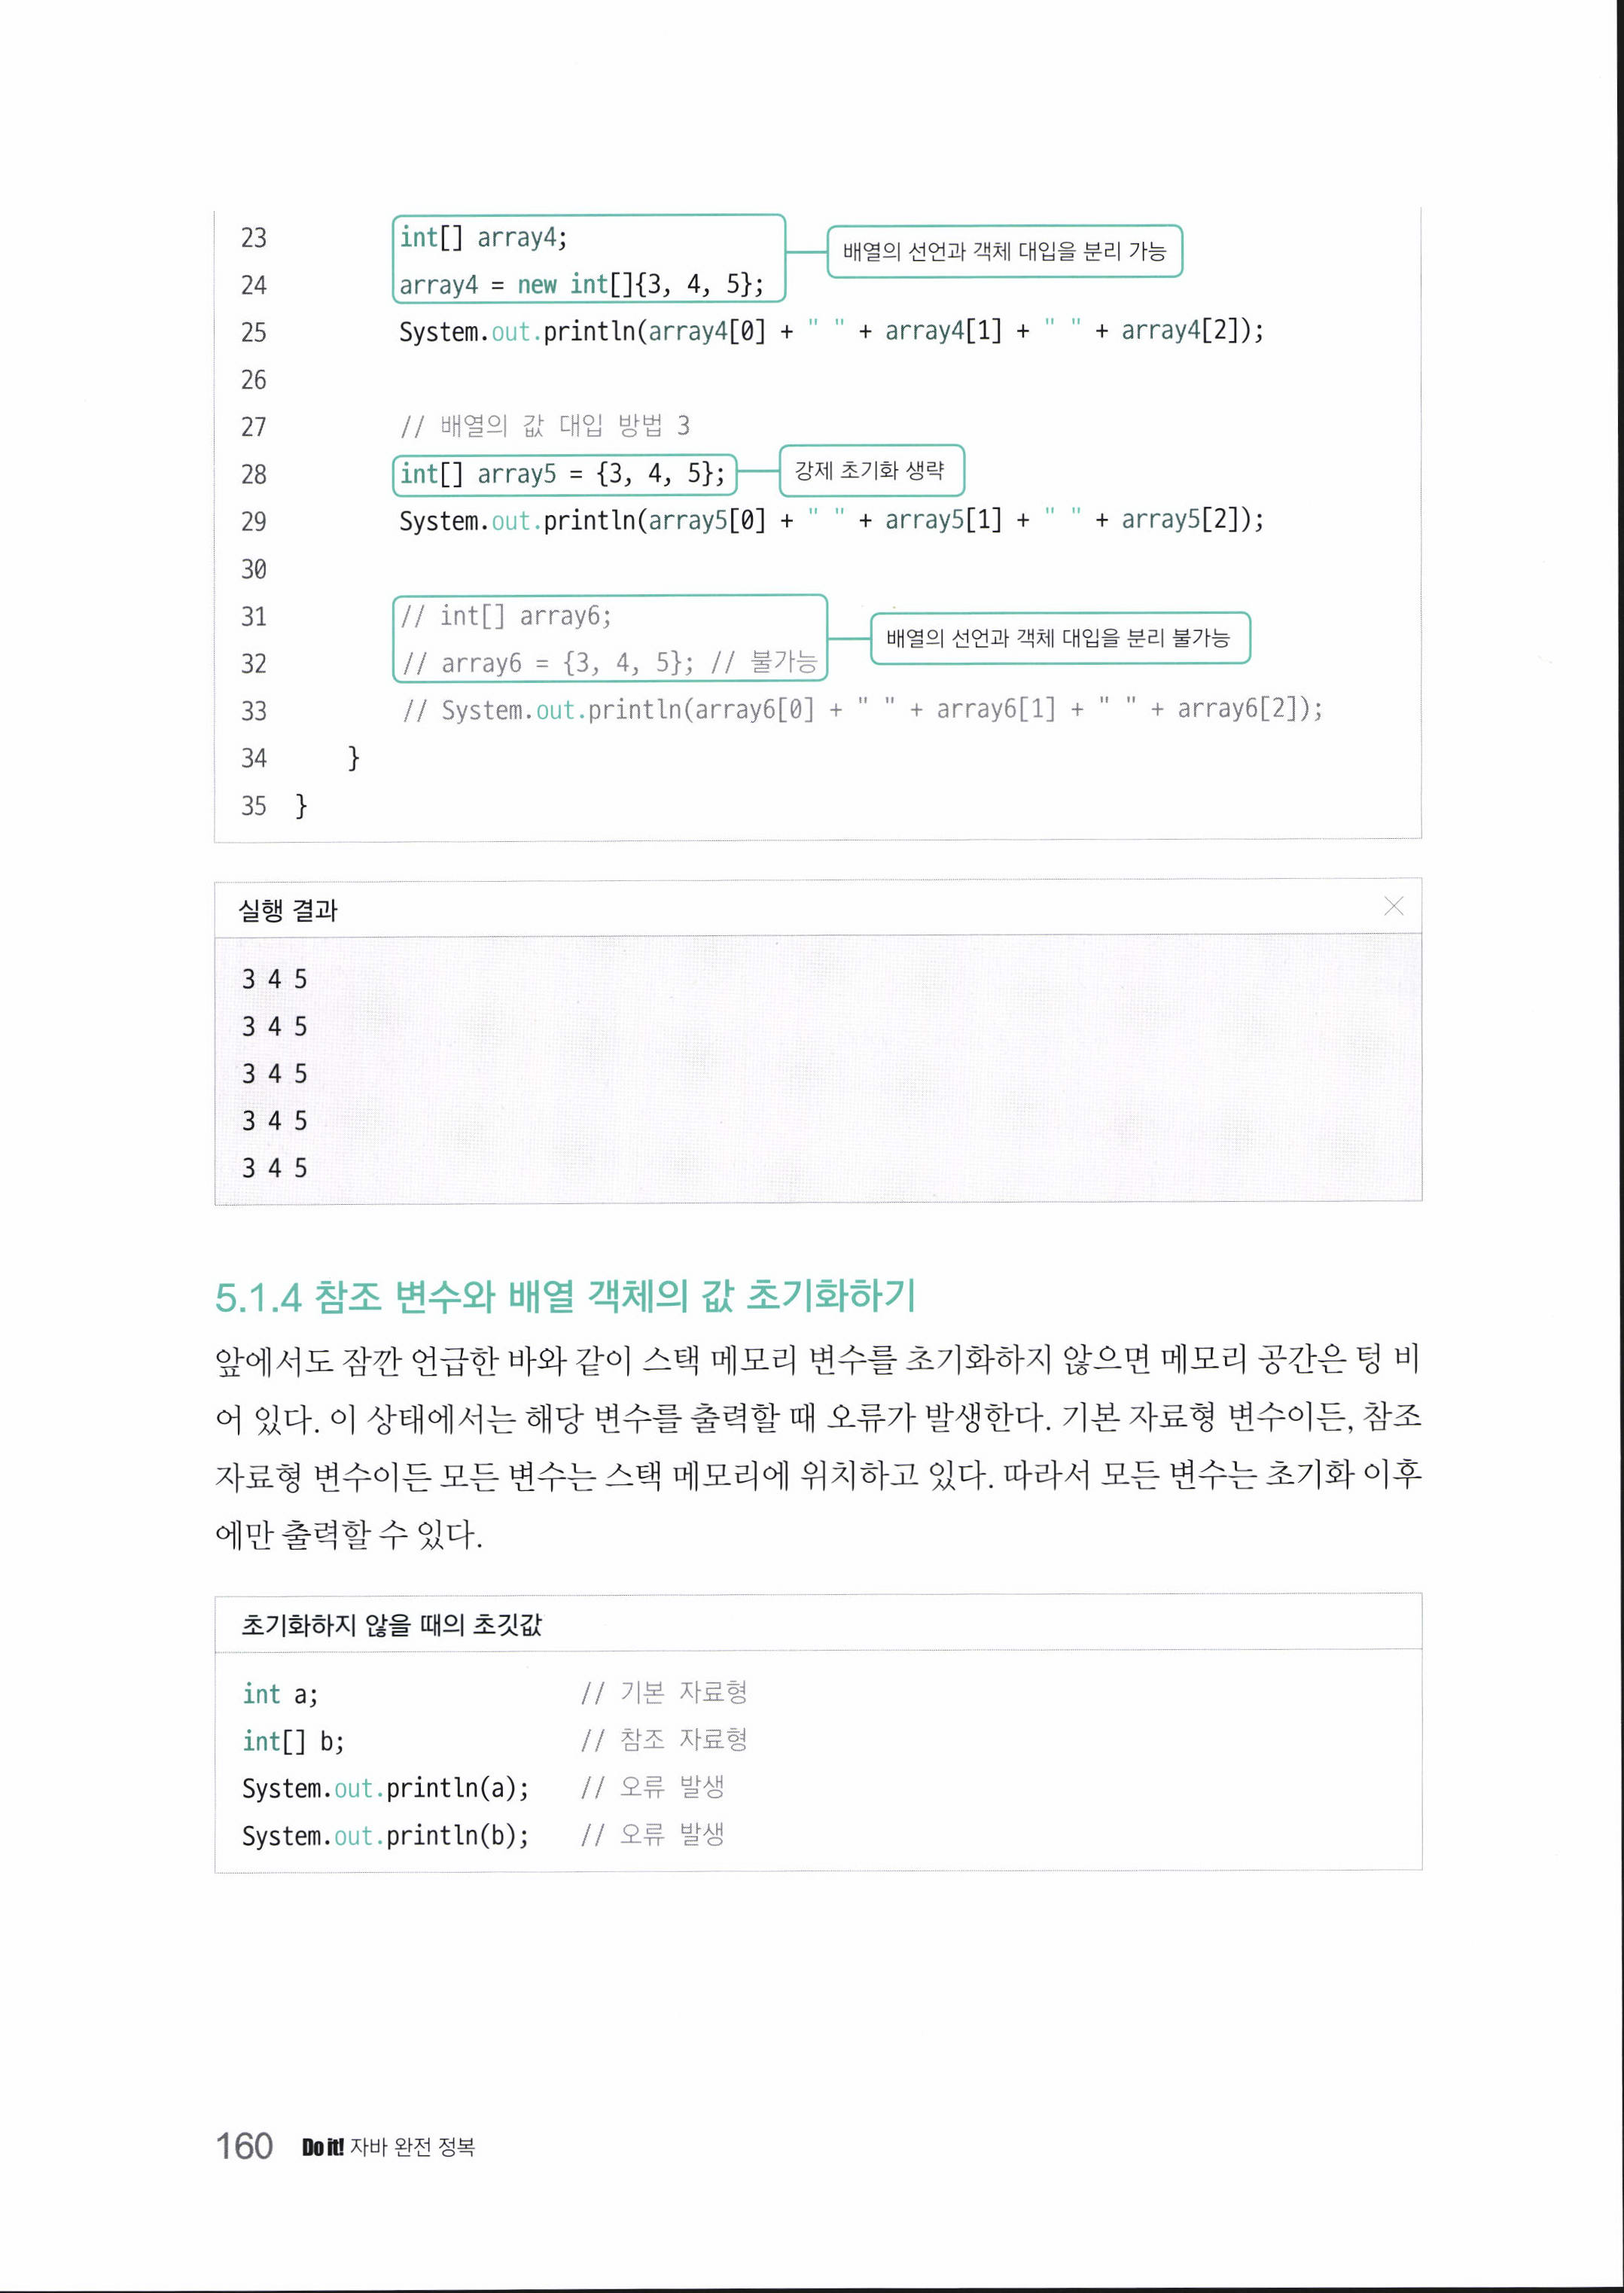 23 int[] array4;
배열의 선언과 객체 대입을 분리 가능
24 array4 = new int[]{3, 4, 5};
25 System.out.println(array4[0] + " " + array4[1] + " " + array4[2]);
26
27 // 배열의 값 대입 방법 3
28 int[] array5 = {3, 4, 5}; 강제 초기화 생략
29 System.out.println(array5[0] + " " + array5[1] + " " + array5[2]);
30
31 // int[] array6;
배열의 선언과 객체 대입을 분리 불가능
32 // array6 = {3, 4, 5}; // 불가능
33 // System.out.println(array6[0] + " " + array6[1] + " " + array6[2]);
34 }
35 }
실행 결과
3 4 5
3 4 5
3 4 5
3 4 5
3 4 5
5.1.4 참조 변수와 배열 객체의 값 초기화하기
앞에서도 잠깐 언급한 바와 같이 스택 메모리 변수를 초기화하지 않으면 메모리 공간은 텅 비
어 있다. 이 상태에서는 해당 변수를 출력할 때 오류가 발생한다. 기본 자료형 변수이든, 참조
자료형 변수이든 모든 변수는 스택 메모리에 위치하고 있다. 따라서 모든 변수는 초기화 이후
에만 출력할 수 있다.
초기화하지 않을 때의 초깃값
int a; // 기본 자료형
int[] b; // 참조 자료형
System.out.println(a); // 오류 발생
System.out.println(b); // 오류 발생
160 Do it! 자바 완전 정복